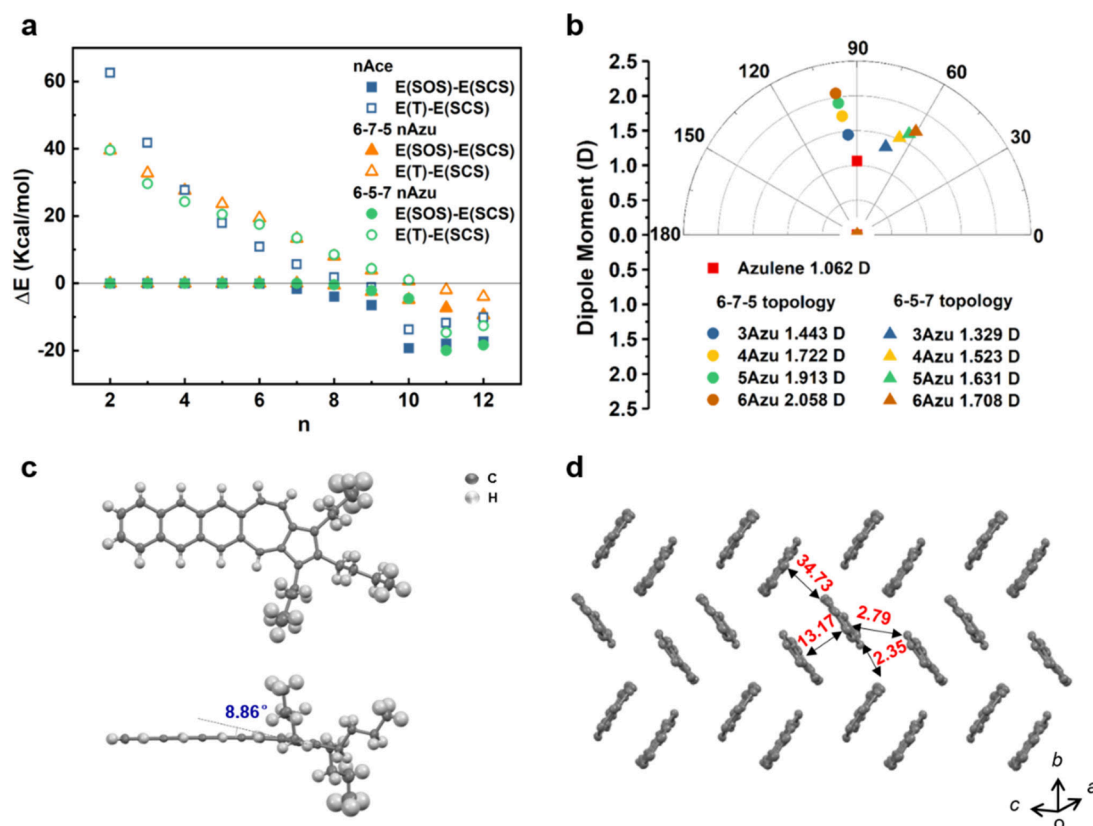 a
ΔE (Kcal/mol)
60
40
20
0
-20
2
4
6
8
10
12
n
nAce
E(SOS)-E(SCS)
E(T)-E(SCS)
6-7-5 nAzu
E(SOS)-E(SCS)
E(T)-E(SCS)
6-5-7 nAzu
E(SOS)-E(SCS)
E(T)-E(SCS)
b
Dipole Moment (D)
2.5
2.0
1.5
1.0
0.5
0.0
0.5
1.0
1.5
2.0
2.5
180
150
120
90
60
30
0
Azulene 1.062 D
6-7-5 topology
3Azu 1.443 D
4Azu 1.722 D
5Azu 1.913 D
6Azu 2.058 D
6-5-7 topology
3Azu 1.329 D
4Azu 1.523 D
5Azu 1.631 D
6Azu 1.708 D
c
C
H
8.86°
d
34.73
13.17
2.79
2.35
b
a
c
o